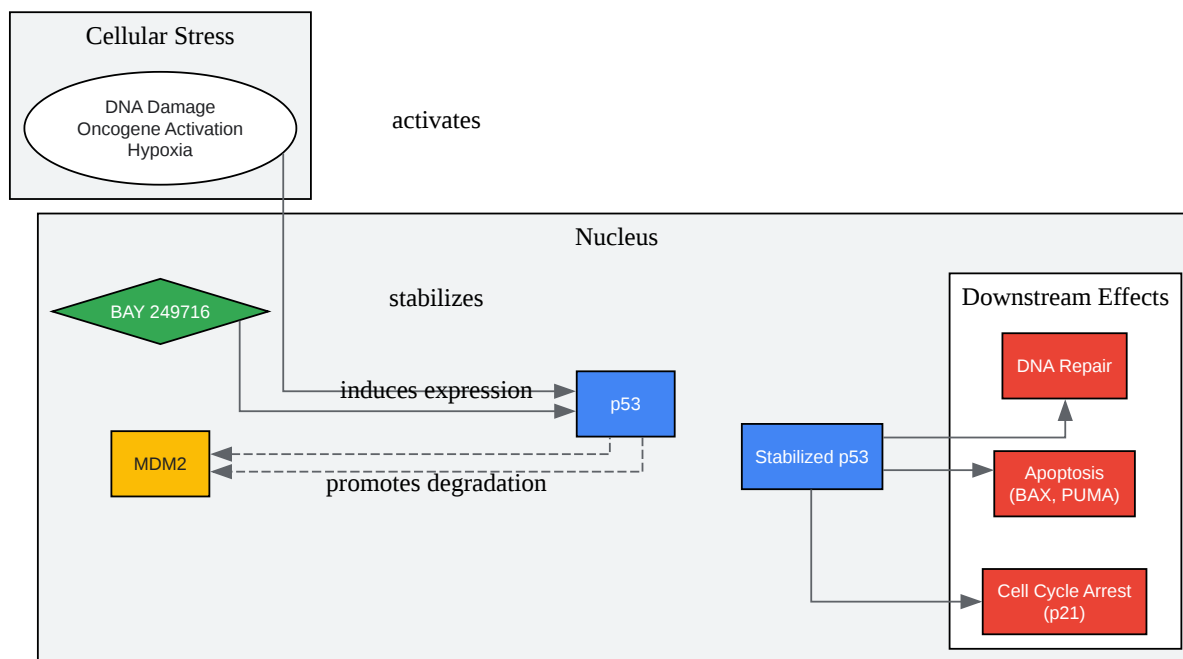 Cellular Stress
DNA Damage
Oncogene Activation
Hypoxia
activates
Nucleus
BAY 249716
stabilizes
Downstream Effects
DNA Repair
induces expression
p53
MDM2
Stabilized p53
promotes degradation
Apoptosis
(BAX, PUMA)
Cell Cycle Arrest
(p21)